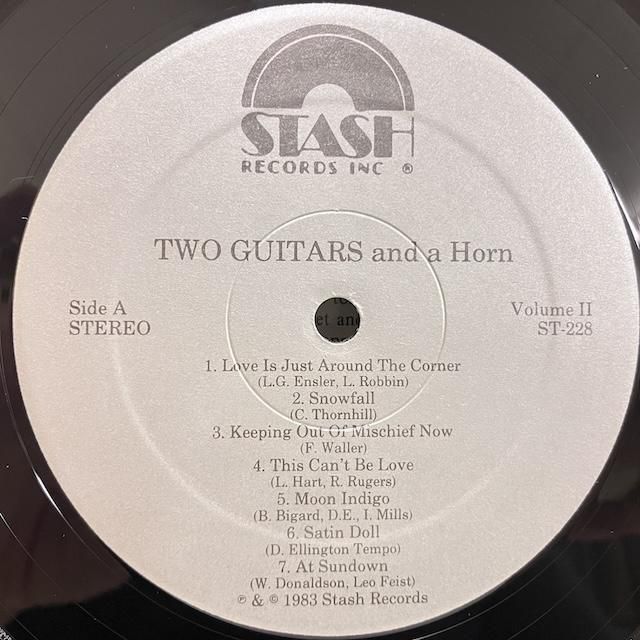 STASH
RECORDS INC ®
TWO GUITARS and a Horn
Side A
STEREO
Volume II
ST-228
et and
1. Love Is Just Around The Corner
(L.G. Ensler, L. Robbin)
2. Snowfall
(C. Thornhill)
3. Keeping Out Of Mischief Now
(F. Waller)
4. This Can't Be Love
(L. Hart, R. Rugers)
5. Moon Indigo
(B. Bigard, D.E., I. Mills)
6. Satin Doll
(D. Ellington Tempo)
7. At Sundown
(W. Donaldson, Leo Feist)
℗ & © 1983 Stash Records